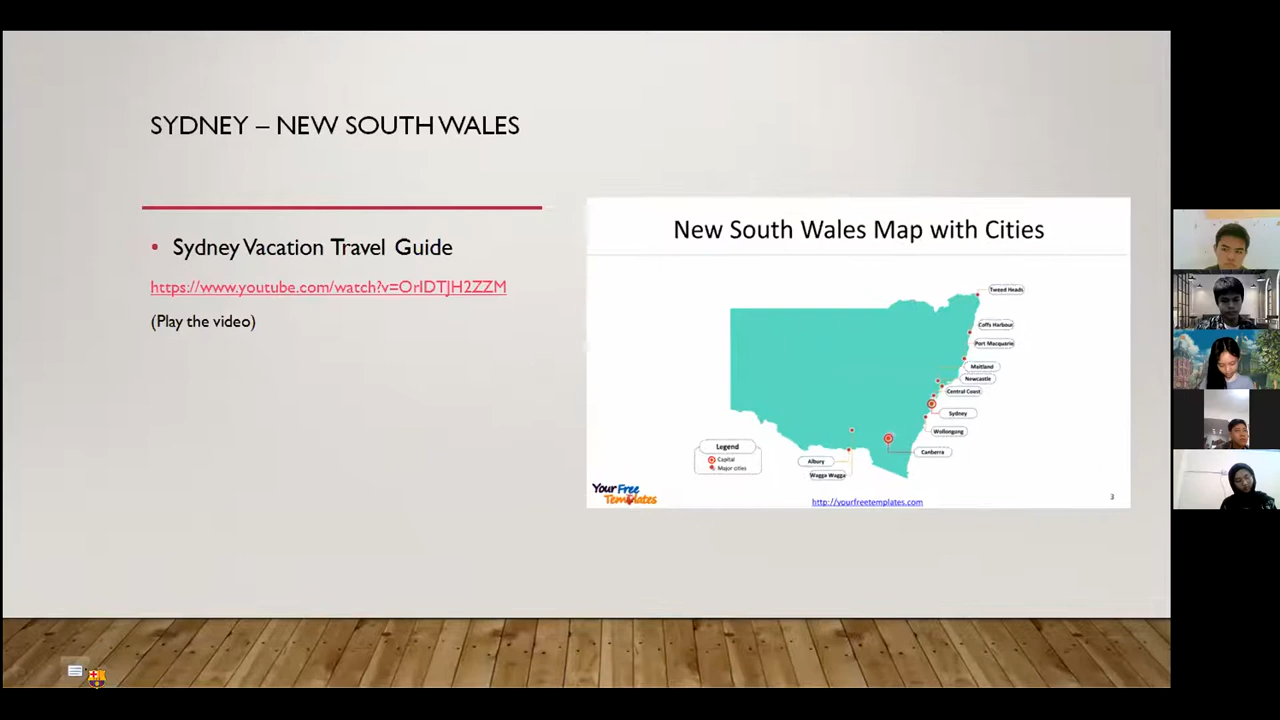 SYDNEY – NEW SOUTH WALES
• Sydney Vacation Travel Guide
https://www.youtube.com/watch?v=OrIDTJH2ZZM
(Play the video)
New South Wales Map with Cities
Tweed Heads
Coffs Harbour
Port Macquarie
Maitland
Newcastle
Central Coast
Sydney
Wollongong
Canberra
Albury
Wagga Wagga
Legend
Capital
Major cities
Your Free
Templates
http://yourfreetemplates.com
3